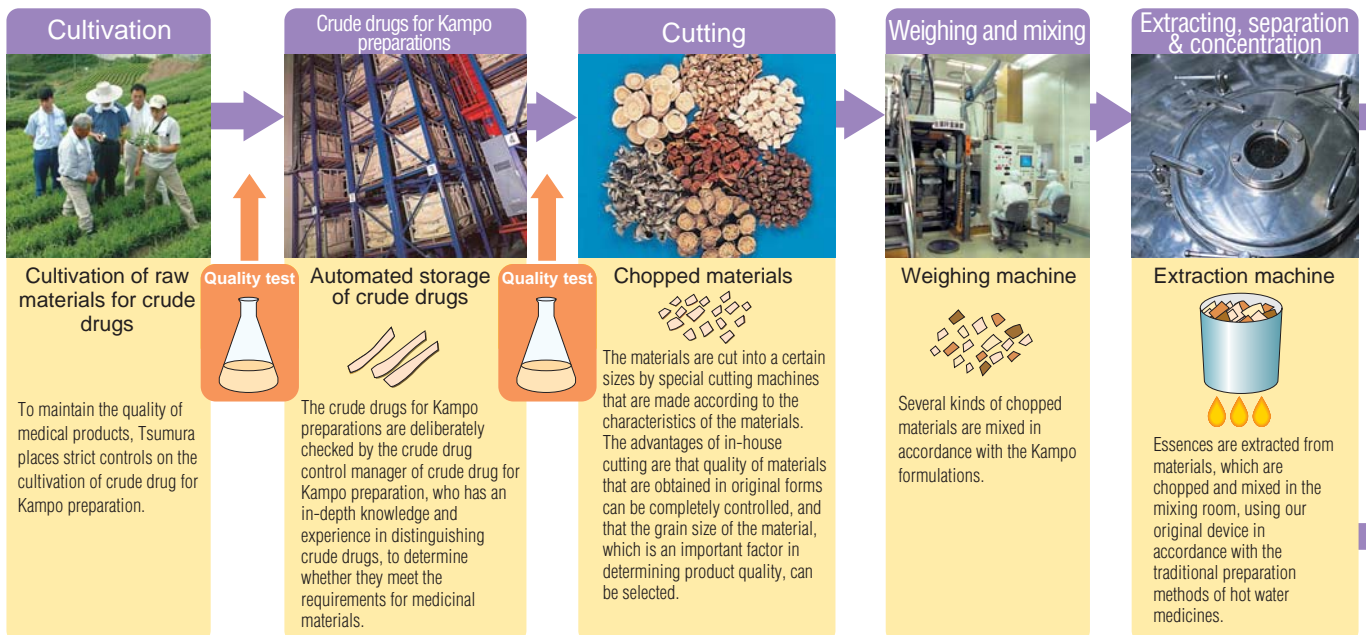 Cultivation
Cultivation of raw
materials for crude
drugs
To maintain the quality of
medical products, Tsumura
places strict controls on the
cultivation of crude drug for
Kampo preparation.
Quality test
Crude drugs for Kampo
preparations
Automated storage
of crude drugs
The crude drugs for Kampo
preparations are deliberately
checked by the crude drug
control manager of crude drug for
Kampo preparation, who has an
in-depth knowledge and
experience in distinguishing
crude drugs, to determine
whether they meet the
requirements for medicinal
materials.
Quality test
Cutting
Chopped materials
The materials are cut into a certain
sizes by special cutting machines
that are made according to the
characteristics of the materials.
The advantages of in-house
cutting are that quality of materials
that are obtained in original forms
can be completely controlled, and
that the grain size of the material,
which is an important factor in
determining product quality, can
be selected.
Weighing and mixing
Weighing machine
Several kinds of chopped
materials are mixed in
accordance with the Kampo
formulations.
Extracting, separation
& concentration
Extraction machine
Essences are extracted from
materials, which are
chopped and mixed in the
mixing room, using our
original device in
accordance with the
traditional preparation
methods of hot water
medicines.